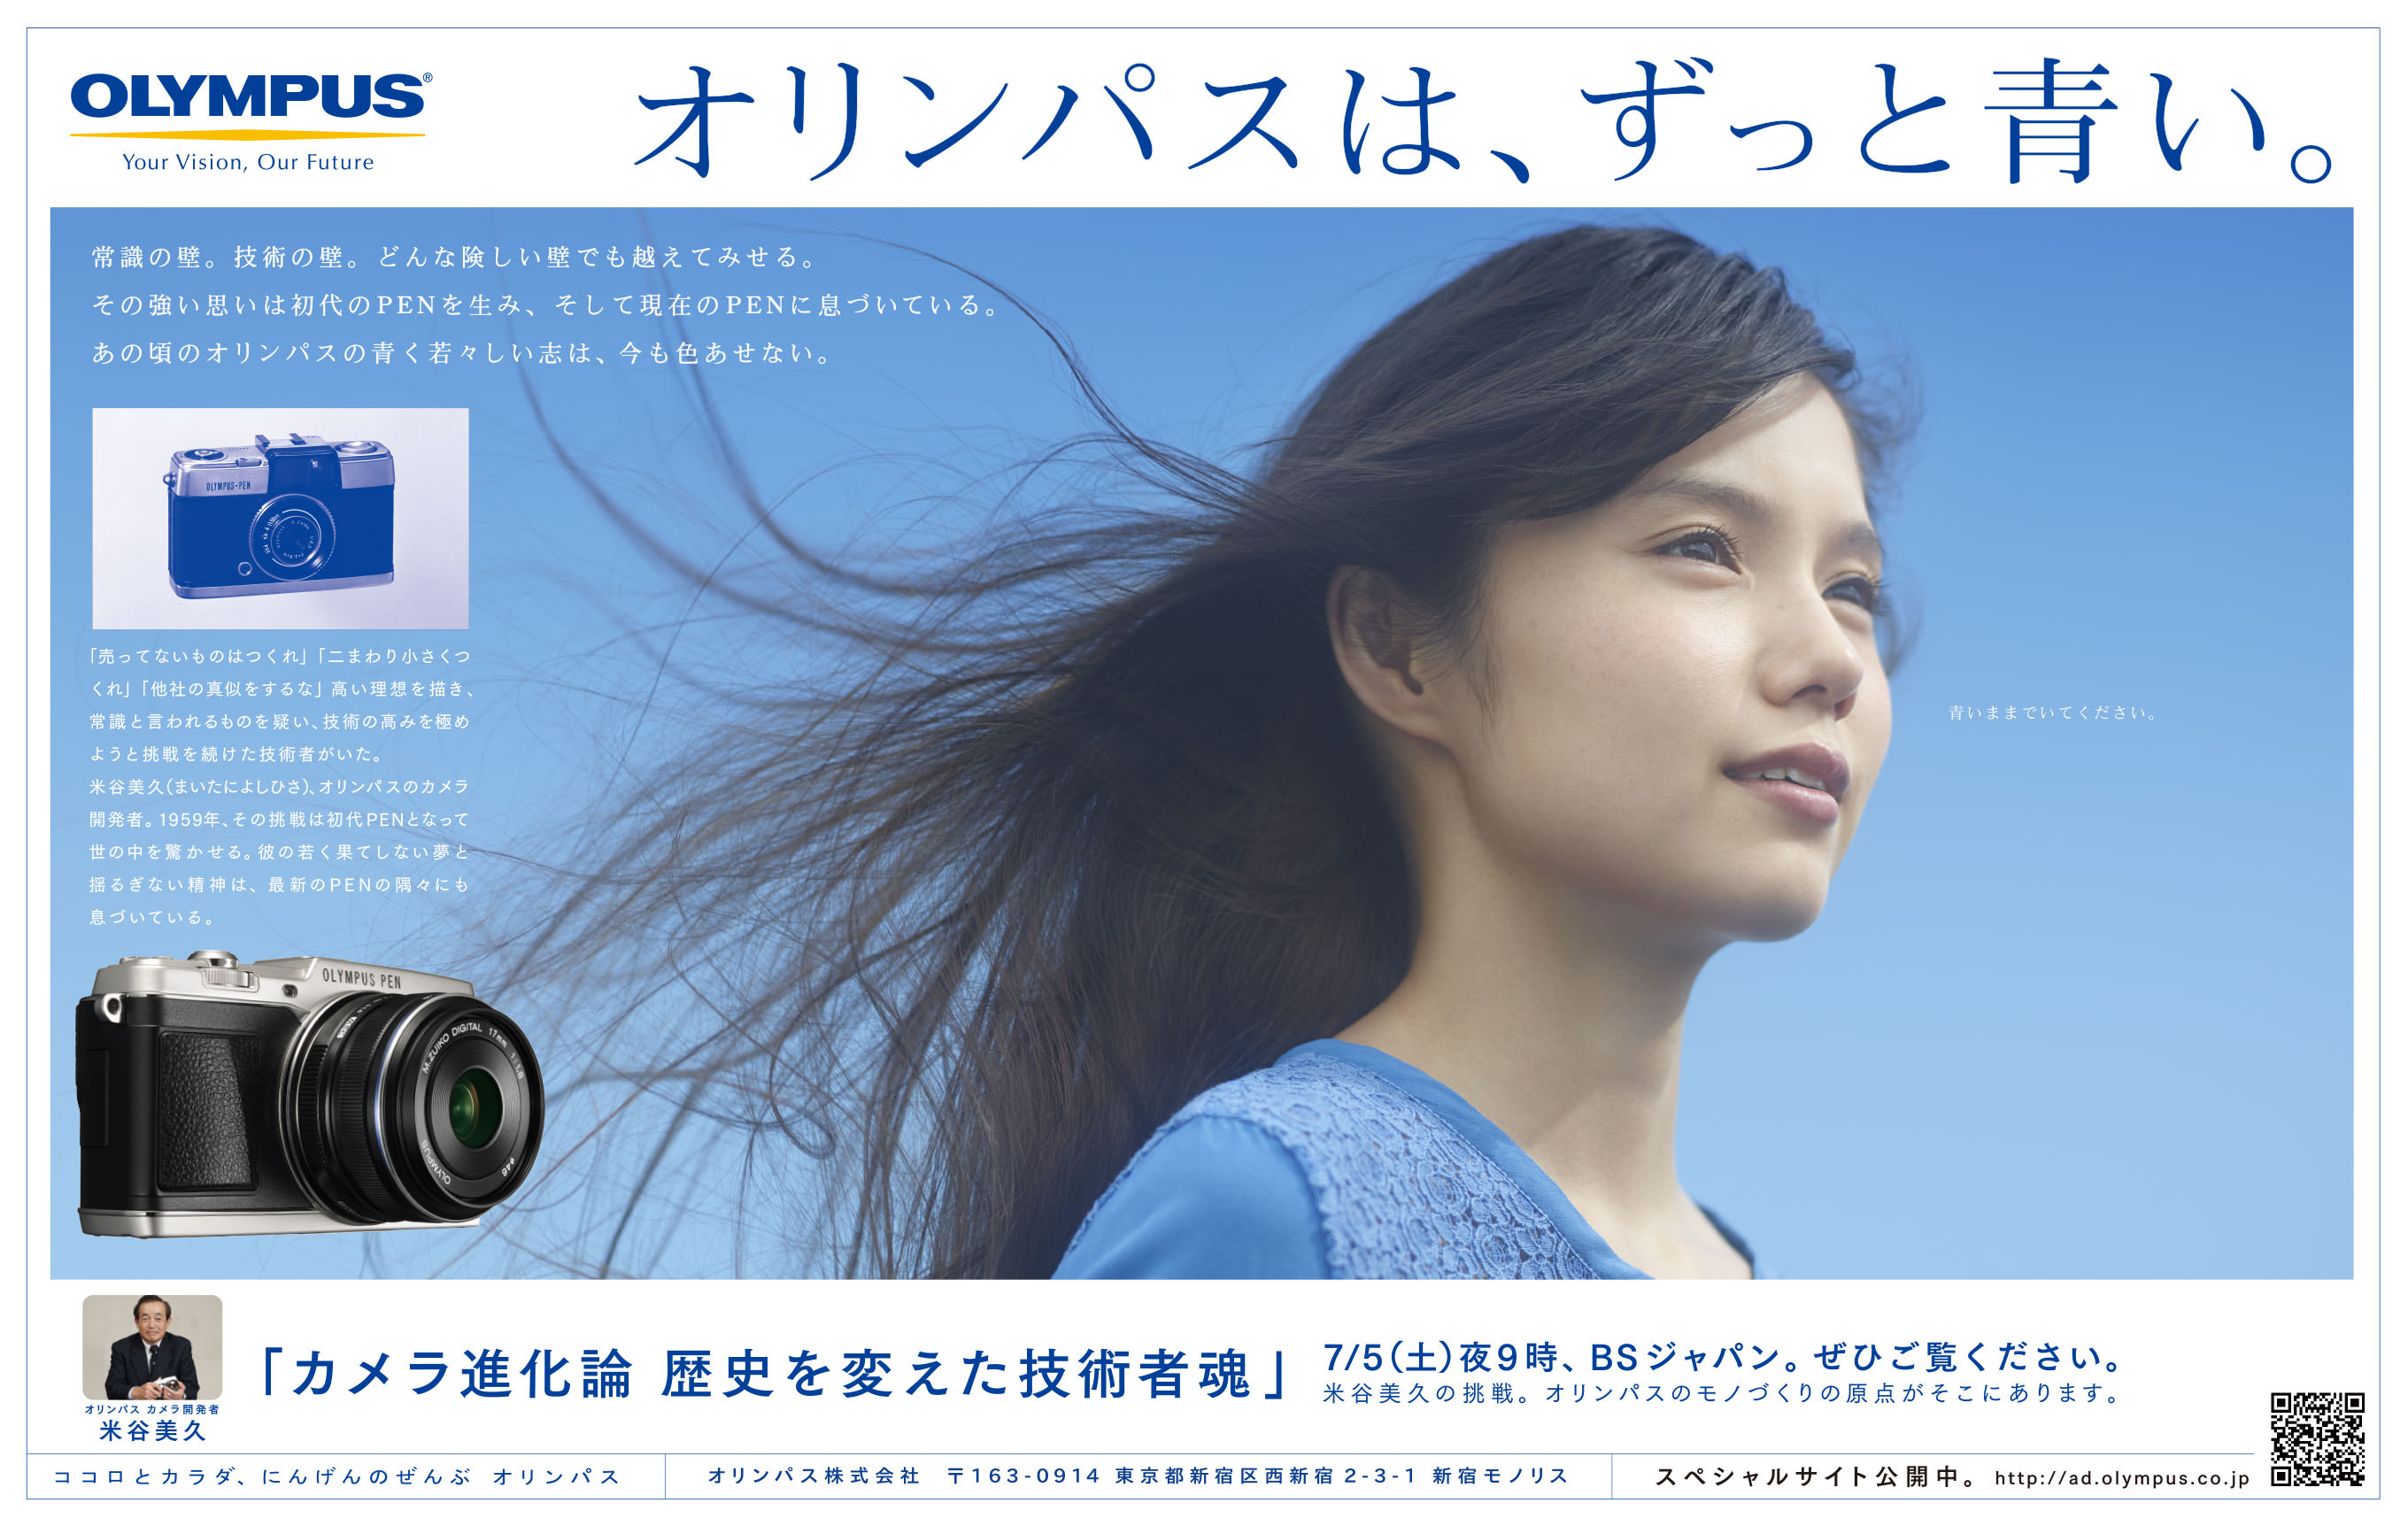 OLYMPUS®
Your Vision, Our Future
オリンパスは、ずっと青い。
常識の壁。技術の壁。どんな険しい壁でも越えてみせる。
その強い思いは初代のPENを生み、そして現在のPENに息づいている。
あの頃のオリンパスの青く若々しい志は、今も色あせない。
OLYMPUS-PEN
「売ってないものはつくれ」「二まわり小さくつ
くれ」「他社の真似をするな」高い理想を描き、
常識と言われるものを疑い、技術の高みを極め
ようと挑戦を続けた技術者がいた。
米谷美久(まいたによしひさ)、オリンパスのカメラ
開発者。1959年、その挑戦は初代PENとなって
世の中を驚かせる。彼の若く果てしない夢と
揺るぎない精神は、最新のPENの隅々にも
息づいている。
青いままでいてください。
OLYMPUS PEN
M.ZUIKO DIGITAL 17mm 1:1.8
OLYMPUS
ø46
オリンパス カメラ開発者
米谷美久
「カメラ進化論 歴史を変えた技術者魂」
7/5(土)夜9時、BSジャパン。ぜひご覧ください。
米谷美久の挑戦。オリンパスのモノづくりの原点がそこにあります。
ココロとカラダ、にんげんのぜんぶ オリンパス
オリンパス株式会社 〒163-0914 東京都新宿区西新宿2-3-1 新宿モノリス
スペシャルサイト公開中。 http://ad.olympus.co.jp